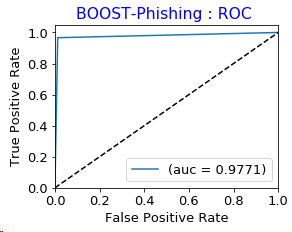 BOOST-Phishing : ROC
True Positive Rate
1.0
0.8
0.6
0.4
0.2
0.0
(auc = 0.9771)
0.0 0.2 0.4 0.6 0.8 1.0
False Positive Rate